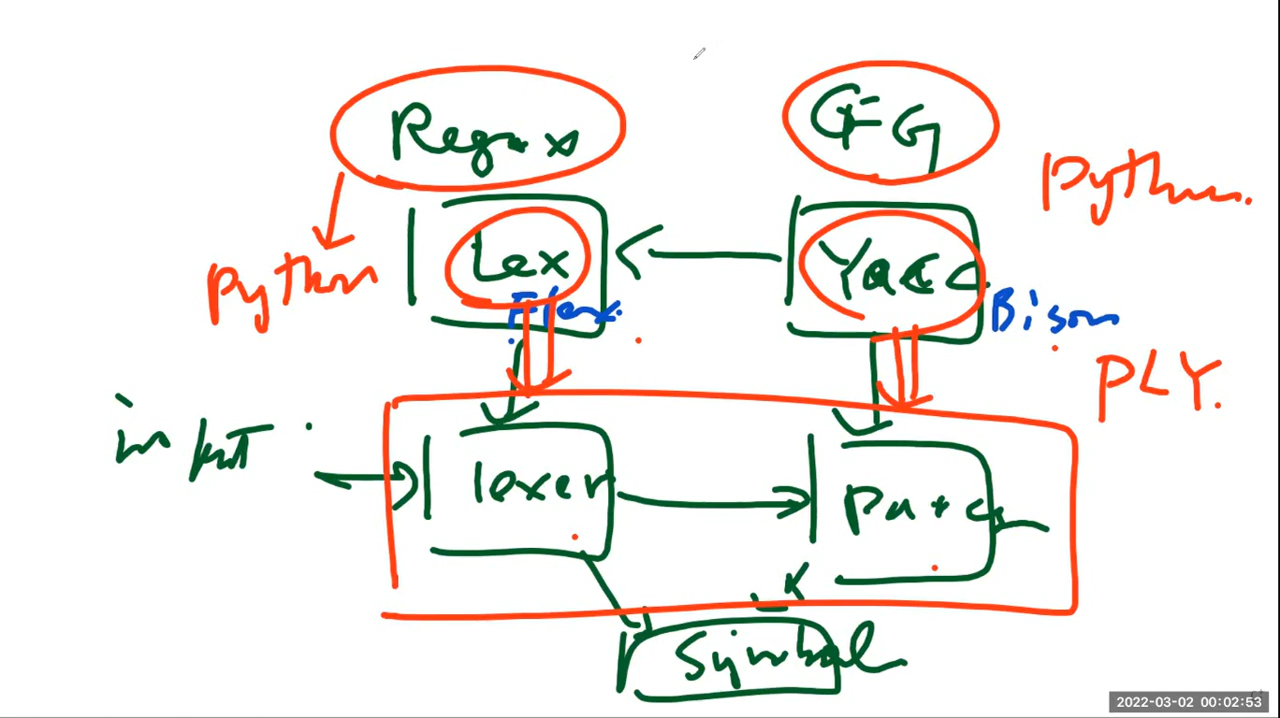 Regex
CFG
Python.
Lex
Yacc
Python
Flex.
Bison
PLY.
input
lexer
Parser
Symbol
2022-03-02 00:02:53